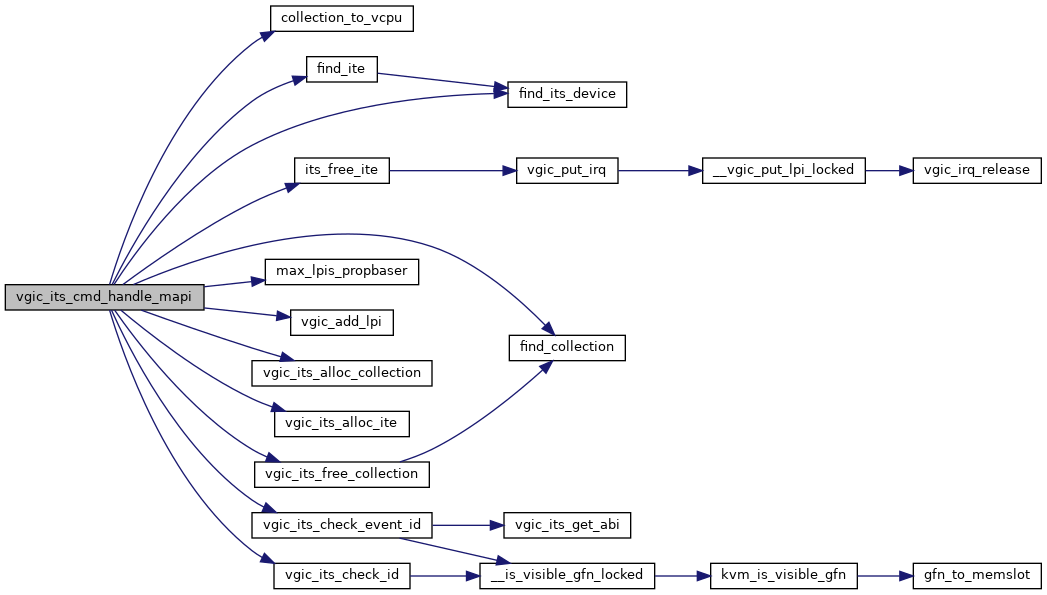 collection_to_vcpu
find_ite
find_its_device
its_free_ite
vgic_put_irq
__vgic_put_lpi_locked
vgic_irq_release
max_lpis_propbaser
vgic_its_cmd_handle_mapi
vgic_add_lpi
find_collection
vgic_its_alloc_collection
vgic_its_alloc_ite
vgic_its_free_collection
vgic_its_check_event_id
vgic_its_get_abi
vgic_its_check_id
__is_visible_gfn_locked
kvm_is_visible_gfn
gfn_to_memslot